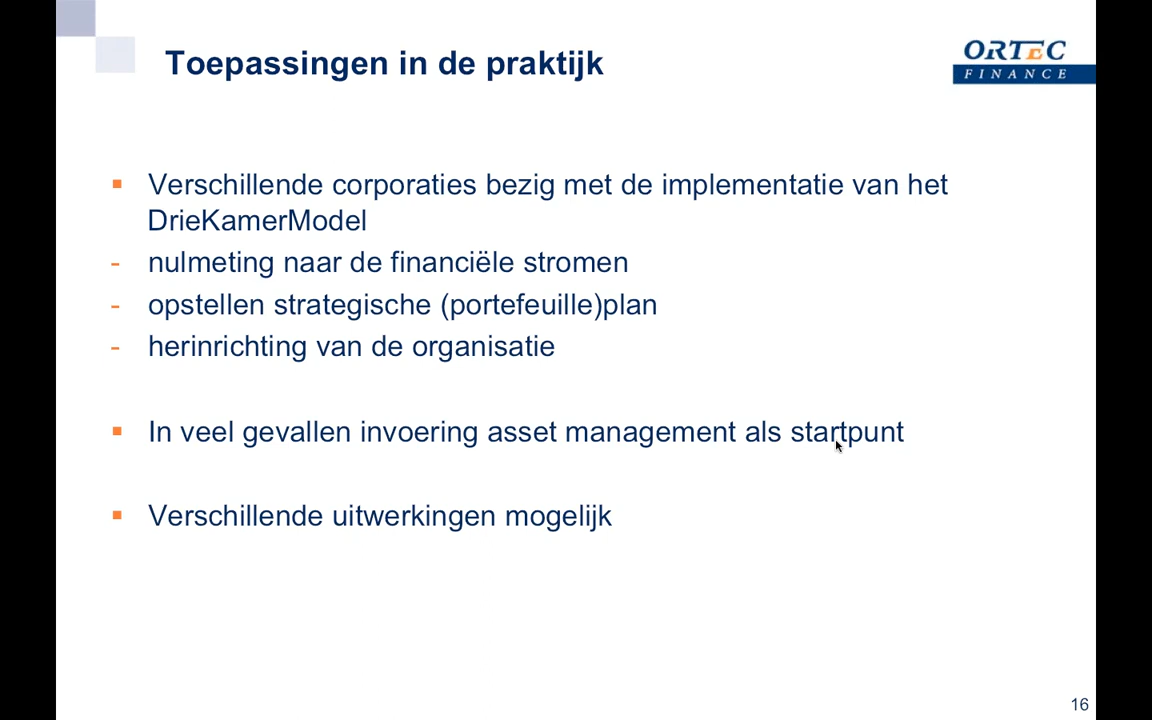 Toepassingen in de praktijk
ORTEC
FINANCE
▪ Verschillende corporaties bezig met de implementatie van het
DrieKamerModel
- nulmeting naar de financiële stromen
- opstellen strategische (portefeuille)plan
- herinrichting van de organisatie
▪ In veel gevallen invoering asset management als startpunt
▪ Verschillende uitwerkingen mogelijk
16